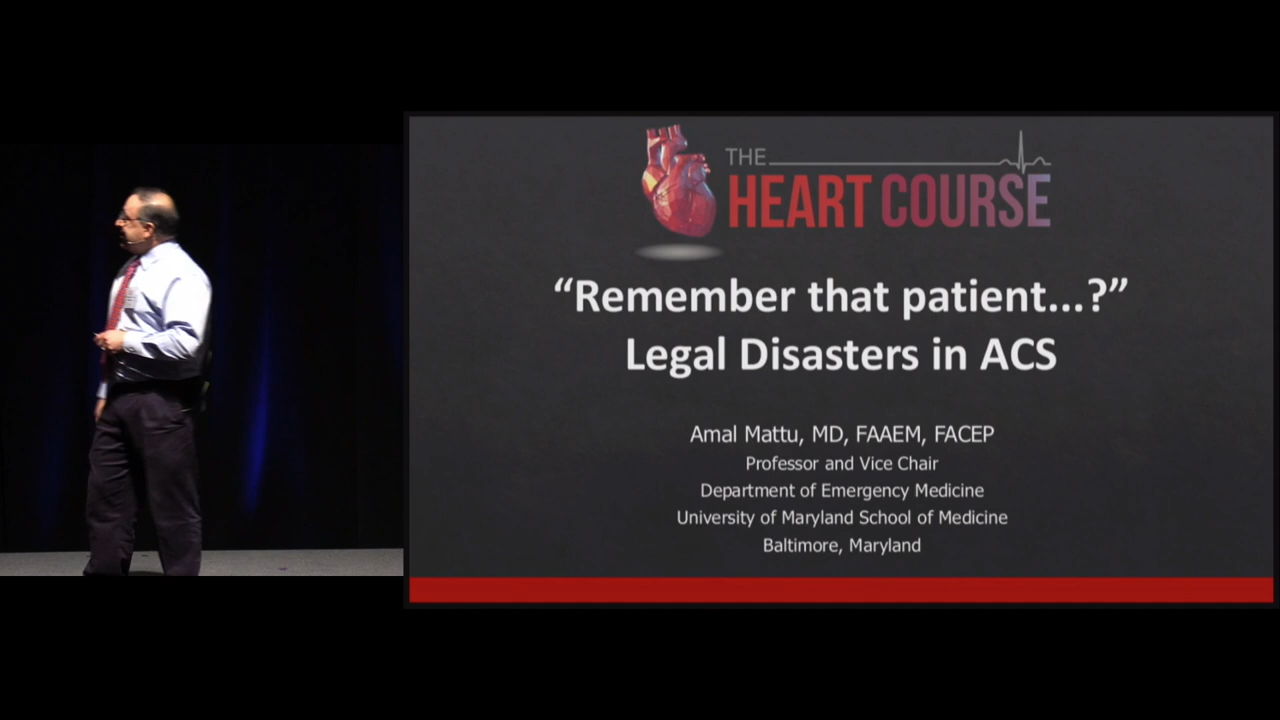 THE
HEART COURSE
“Remember that patient...?”
Legal Disasters in ACS
Amal Mattu, MD, FAAEM, FACEP
Professor and Vice Chair
Department of Emergency Medicine
University of Maryland School of Medicine
Baltimore, Maryland